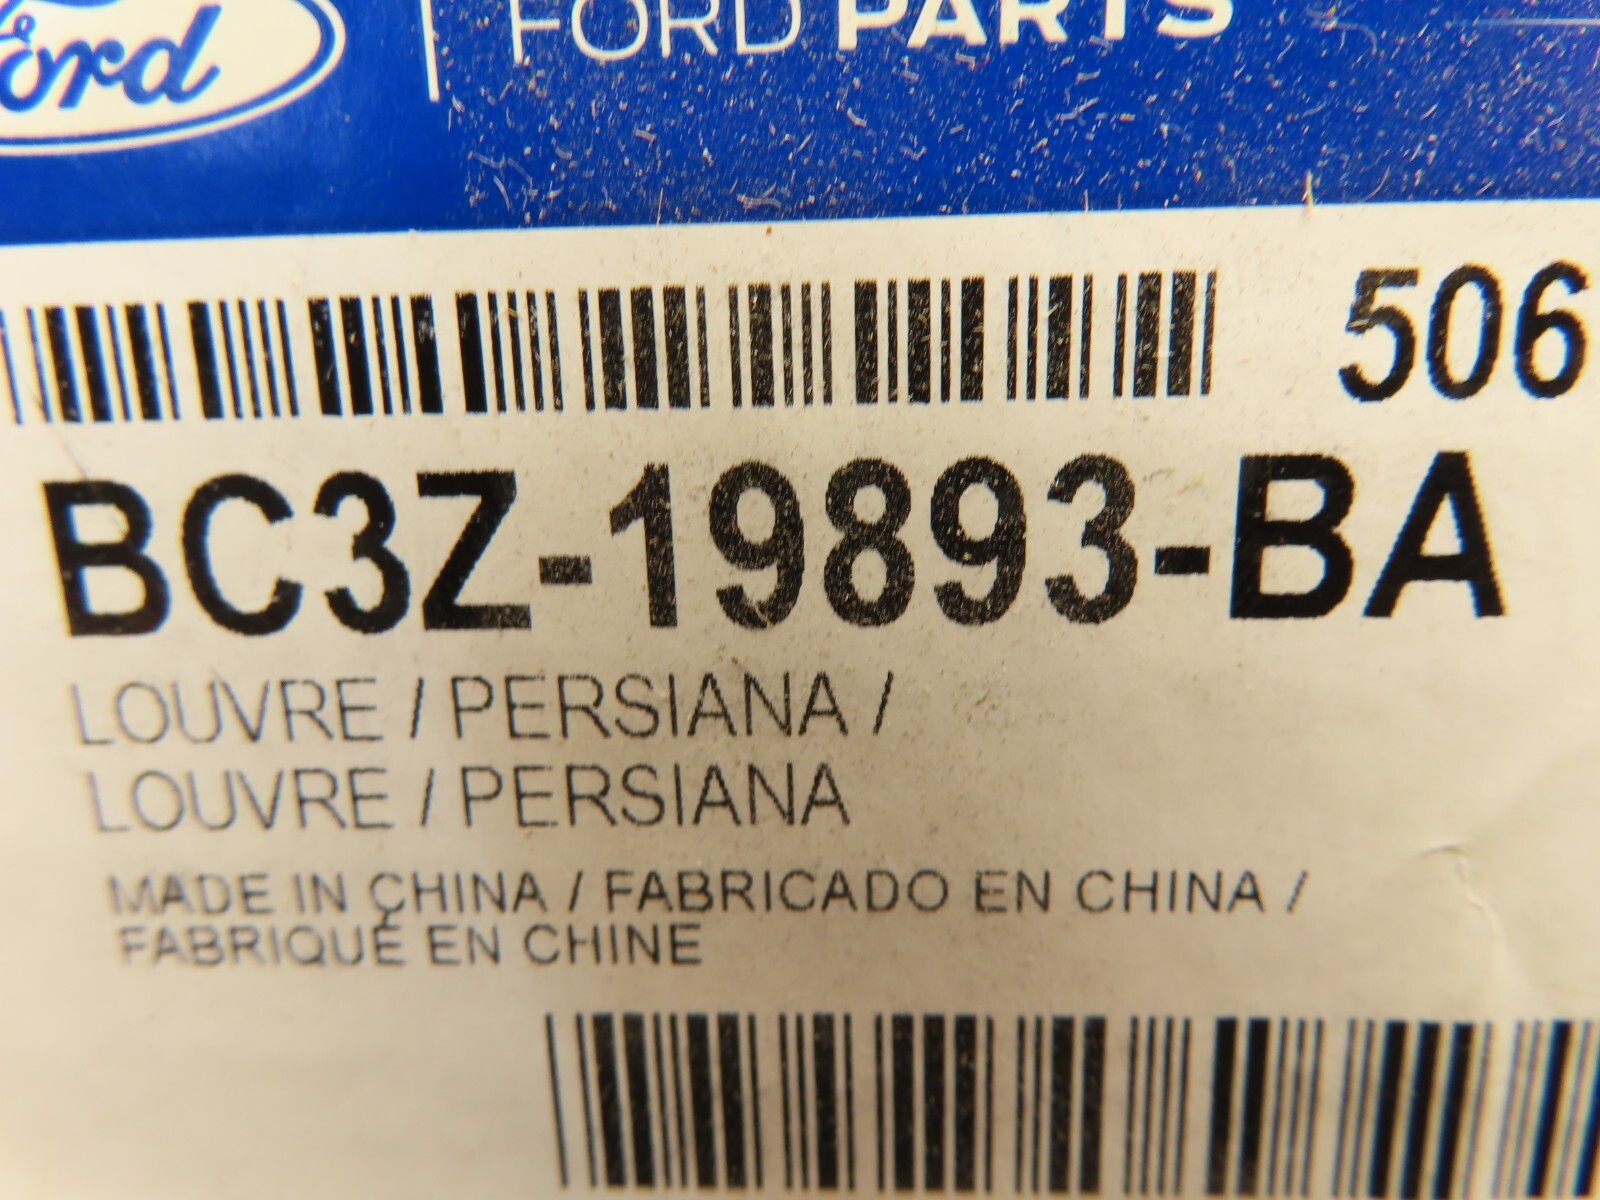 Ford
FORD PARTS
506
BC3Z-19893-BA
LOUVRE / PERSIANA /
LOUVRE / PERSIANA
MADE IN CHINA / FABRICADO EN CHINA /
FABRIQUÉ EN CHINE